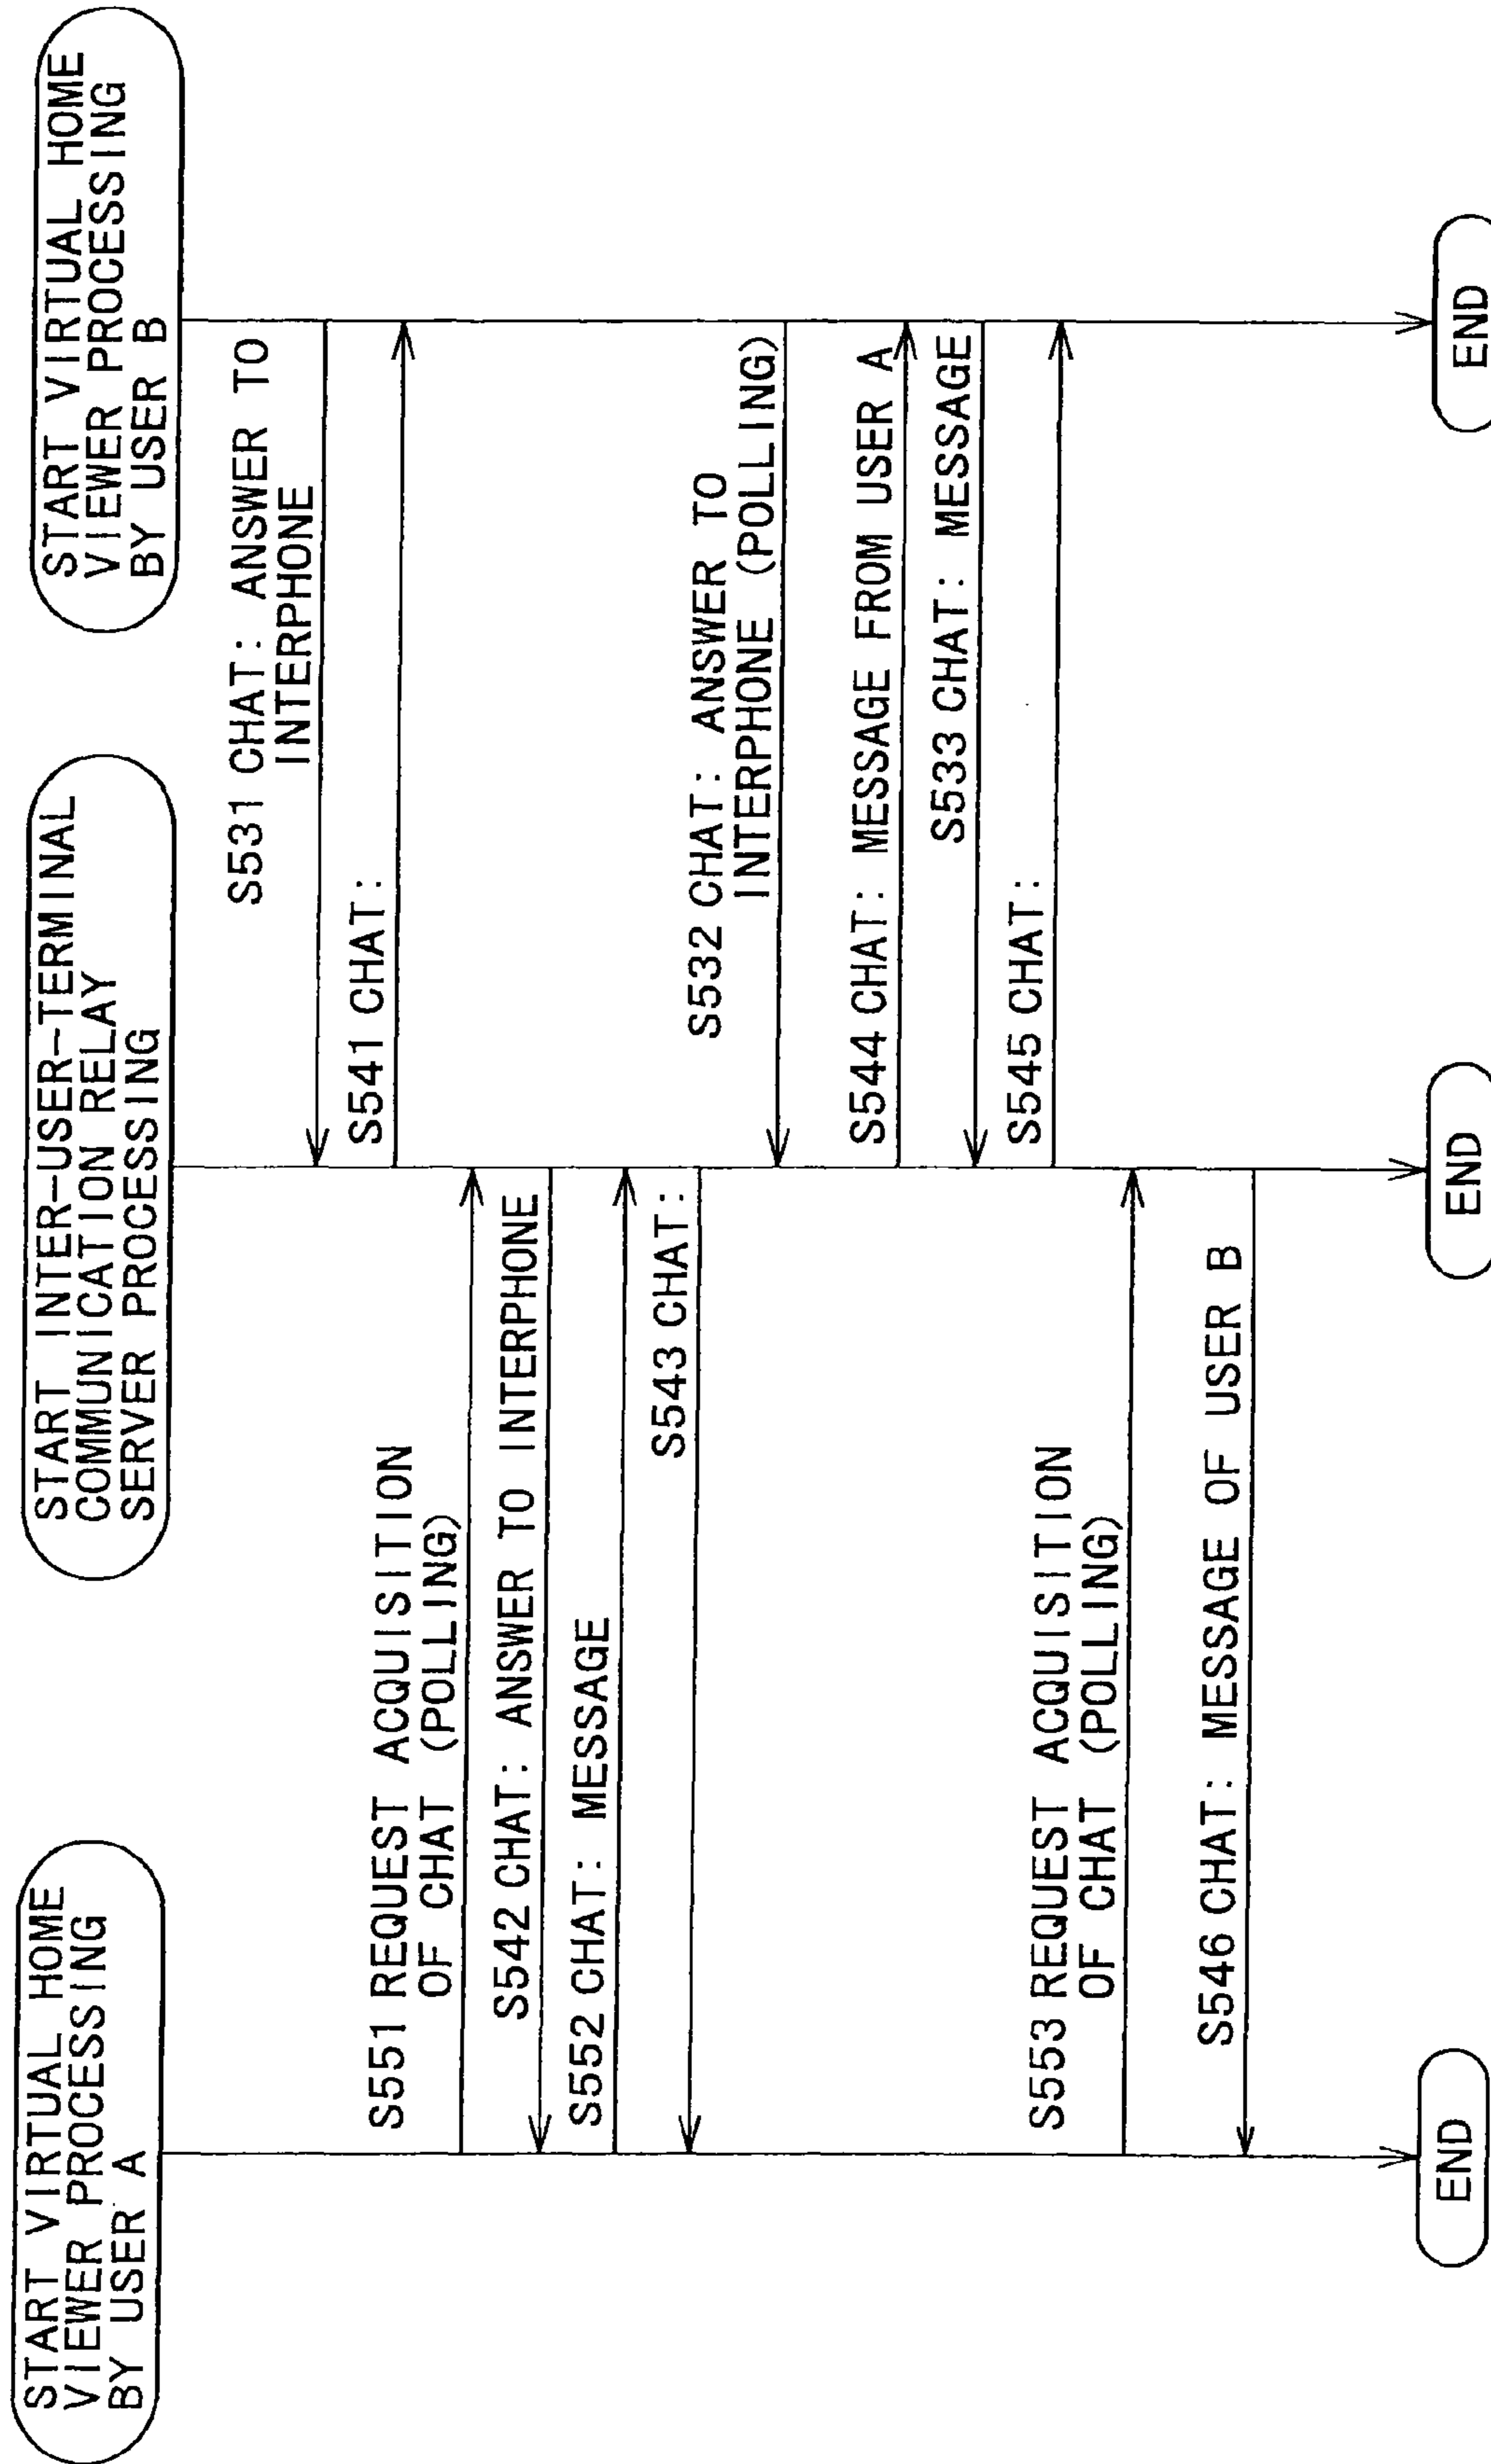 START VIRTUAL HOME
VIEWER PROCESSING
BY USER A
START INTER-USER-TERMINAL
COMMUNICATION RELAY
SERVER PROCESSING
START VIRTUAL HOME
VIEWER PROCESSING
BY USER B
S531 CHAT: ANSWER TO
INTERPHONE
S541 CHAT:
S551 REQUEST ACQUISITION
OF CHAT (POLLING)
S542 CHAT: ANSWER TO INTERPHONE
S552 CHAT: MESSAGE
S543 CHAT:
S532 CHAT: ANSWER TO
INTERPHONE (POLLING)
S544 CHAT: MESSAGE FROM USER A
S533 CHAT: MESSAGE
S545 CHAT:
S553 REQUEST ACQUISITION
OF CHAT (POLLING)
S546 CHAT: MESSAGE OF USER B
END
END
END